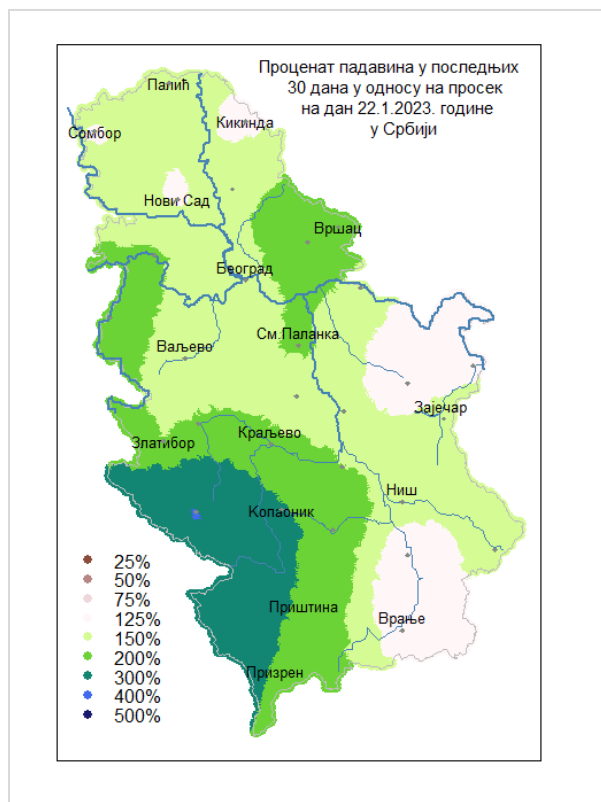 Проценат падавина у последњих
30 дана у односу на просек
на дан 22.1.2023. године
у Србији
Палић
Кикинда
Сомбор
Нови Сад
Вршац
Београд
См.Паланка
Ваљево
Зајечар
Краљево
Златибор
Ниш
Копаоник
Приштина
Врање
Призрен
25%
50%
75%
125%
150%
200%
300%
400%
500%